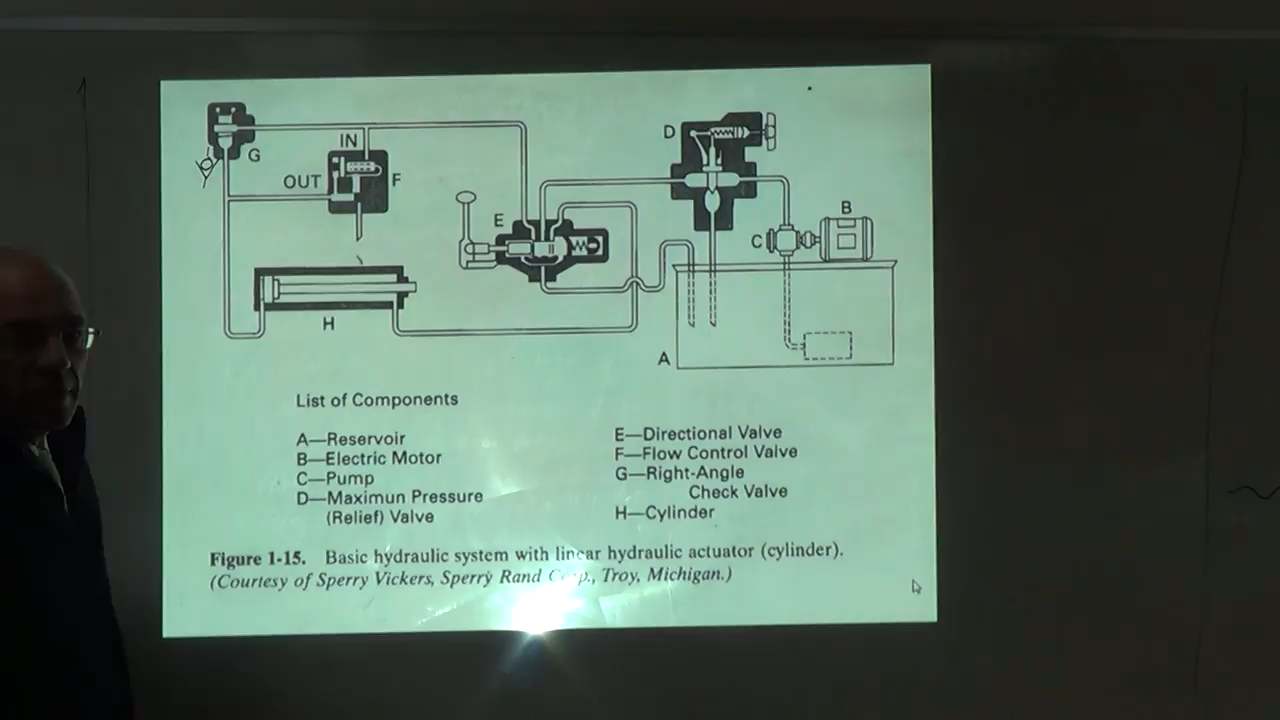 G
IN
OUT
F
E
D
B
C
H
A
List of Components
A—Reservoir
B—Electric Motor
C—Pump
D—Maximun Pressure
(Relief) Valve
E—Directional Valve
F—Flow Control Valve
G—Right-Angle
Check Valve
H—Cylinder
Figure 1-15. Basic hydraulic system with linear hydraulic actuator (cylinder).
(Courtesy of Sperry Vickers, Sperry Rand Troy, Michigan.)